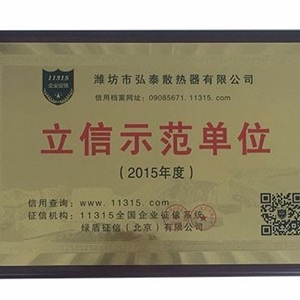 11315
企业征信
潍坊市弘泰散热器有限公司
信用档案网址：09085671.11315.com
立信示范单位
（2015年度）
信用查询：www.11315.com
征信机构：11315全国企业征信系统
绿盾征信（北京）有限公司